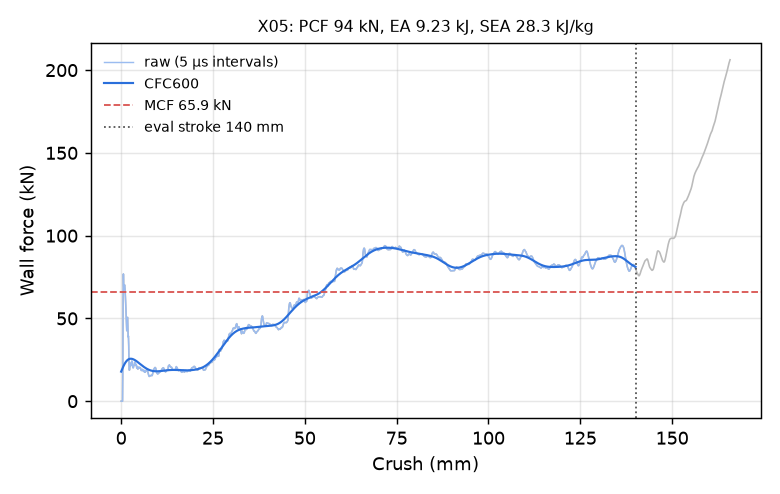 X05: PCF 94 kN, EA 9.23 kJ, SEA 28.3 kJ/kg
raw (5 µs intervals)
CFC600
MCF 65.9 kN
eval stroke 140 mm
Wall force (kN)
200
150
100
50
0
0 25 50 75 100 125 150
Crush (mm)